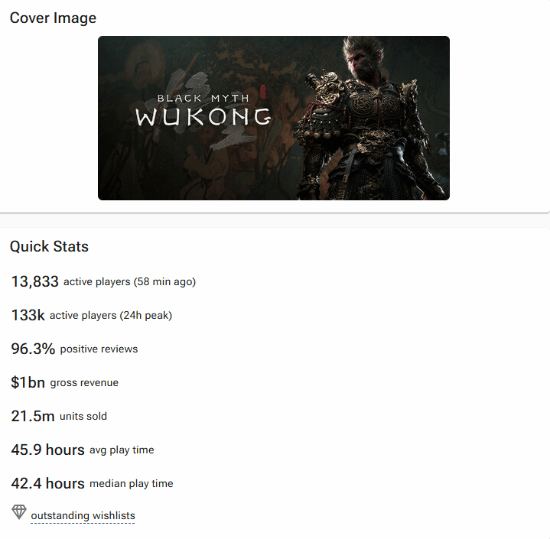 Cover Image
BLACK MYTH
WUKONG
Quick Stats
13,833 active players (58 min ago)
133k active players (24h peak)
96.3% positive reviews
$1bn gross revenue
21.5m units sold
45.9 hours avg play time
42.4 hours median play time
outstanding wishlists